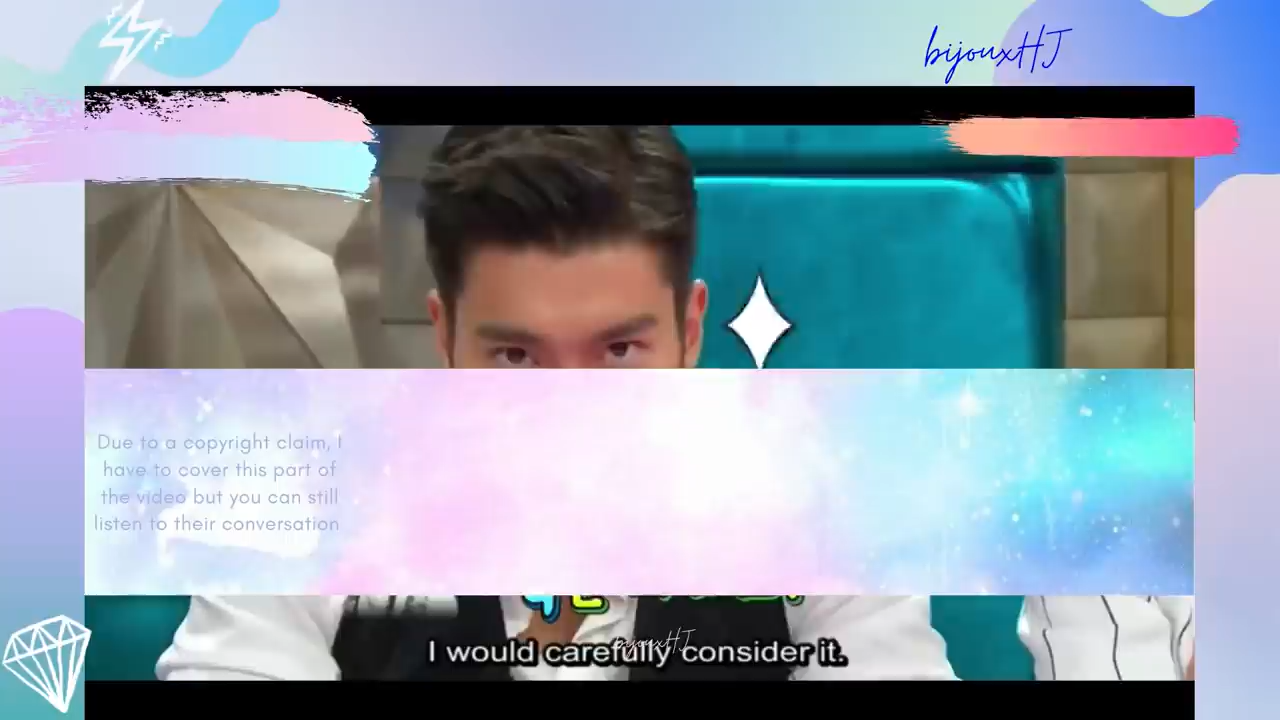 bijouxHJ
Due to a copyright claim, I
have to cover this part of
the video but you can still
listen to their conversation
bijouxHJ
I would carefully consider it.